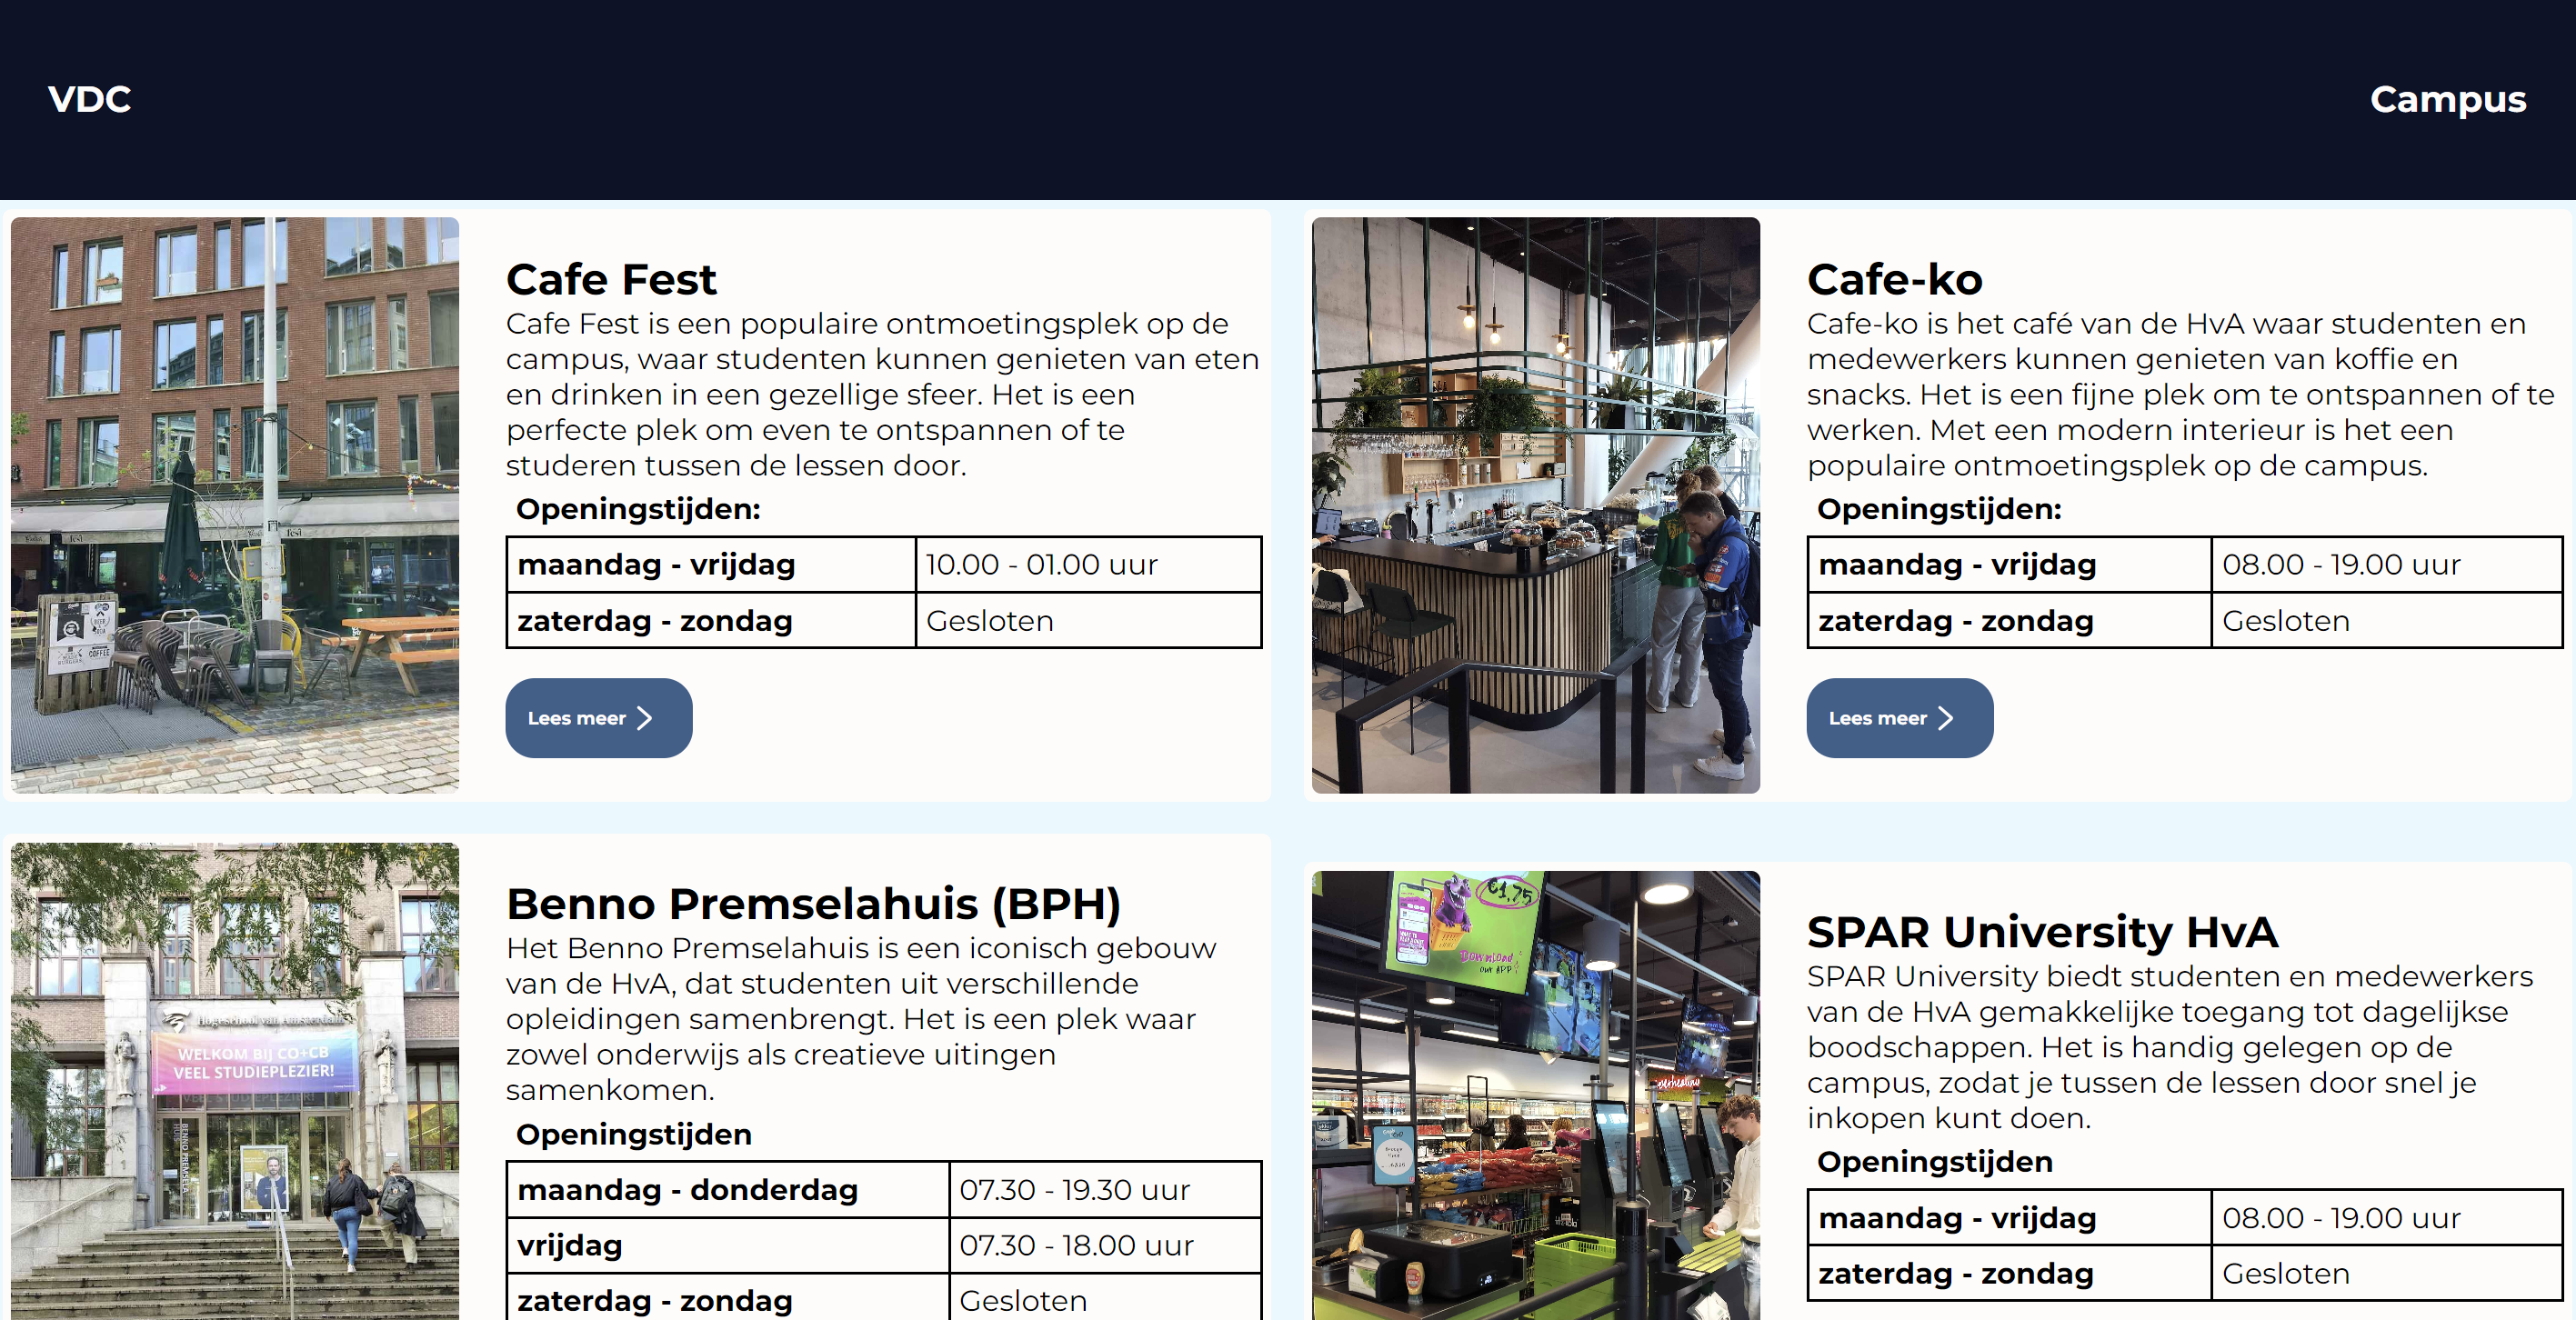 VDC
Campus
Cafe Fest
Cafe Fest is een populaire ontmoetingsplek op de
campus, waar studenten kunnen genieten van eten
en drinken in een gezellige sfeer. Het is een
perfecte plek om even te ontspannen of te
studeren tussen de lessen door.
Openingstijden:
maandag - vrijdag 10.00 - 01.00 uur
zaterdag - zondag Gesloten
Lees meer
fest
COFFEE
Cafe-ko
Cafe-ko is het café van de HvA waar studenten en
medewerkers kunnen genieten van koffie en
snacks. Het is een fijne plek om te ontspannen of te
werken. Met een modern interieur is het een
populaire ontmoetingsplek op de campus.
Openingstijden:
maandag - vrijdag 08.00 - 19.00 uur
zaterdag - zondag Gesloten
Lees meer
Hogeschool van Amsterdam
WELKOM BIJ CO+CB
VEEL STUDIEPLEZIER!
BENNO PREMSELA
HUIS
Benno Premselahuis (BPH)
Het Benno Premselahuis is een iconisch gebouw
van de HvA, dat studenten uit verschillende
opleidingen samenbrengt. Het is een plek waar
zowel onderwijs als creatieve uitingen
samenkomen.
Openingstijden
maandag - donderdag 07.30 - 19.30 uur
vrijdag 07.30 - 18.00 uur
zaterdag - zondag Gesloten
€1,75
Download
our APP
SPAR University HvA
SPAR University biedt studenten en medewerkers
van de HvA gemakkelijke toegang tot dagelijkse
boodschappen. Het is handig gelegen op de
campus, zodat je tussen de lessen door snel je
inkopen kunt doen.
Openingstijden
maandag - vrijdag 08.00 - 19.00 uur
zaterdag - zondag Gesloten